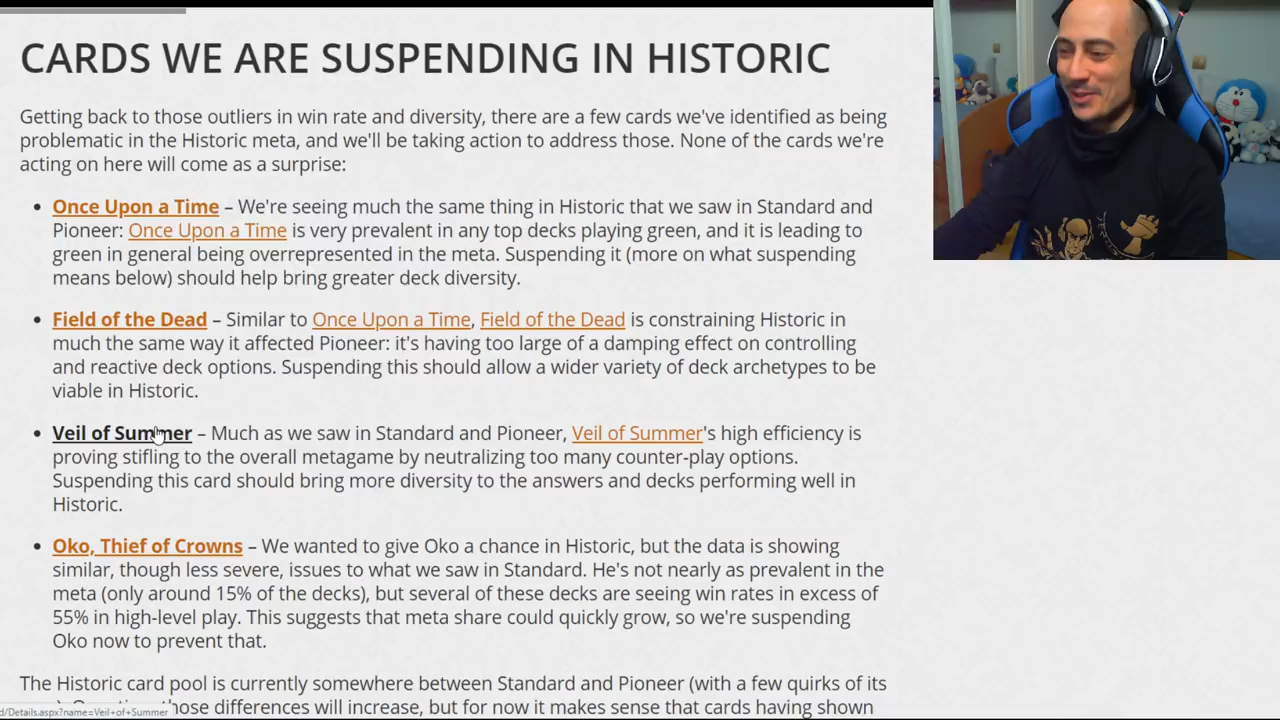 CARDS WE ARE SUSPENDING IN HISTORIC
Getting back to those outliers in win rate and diversity, there are a few cards we've identified as being
problematic in the Historic meta, and we'll be taking action to address those. None of the cards we're
acting on here will come as a surprise:
• Once Upon a Time – We're seeing much the same thing in Historic that we saw in Standard and
Pioneer: Once Upon a Time is very prevalent in any top decks playing green, and it is leading to
green in general being overrepresented in the meta. Suspending it (more on what suspending
means below) should help bring greater deck diversity.
• Field of the Dead – Similar to Once Upon a Time, Field of the Dead is constraining Historic in
much the same way it affected Pioneer: it's having too large of a damping effect on controlling
and reactive deck options. Suspending this should allow a wider variety of deck archetypes to be
viable in Historic.
• Veil of Summer – Much as we saw in Standard and Pioneer, Veil of Summer's high efficiency is
proving stifling to the overall metagame by neutralizing too many counter-play options.
Suspending this card should bring more diversity to the answers and decks performing well in
Historic.
• Oko, Thief of Crowns – We wanted to give Oko a chance in Historic, but the data is showing
similar, though less severe, issues to what we saw in Standard. He's not nearly as prevalent in the
meta (only around 15% of the decks), but several of these decks are seeing win rates in excess of
55% in high-level play. This suggests that meta share could quickly grow, so we're suspending
Oko now to prevent that.
The Historic card pool is currently somewhere between Standard and Pioneer (with a few quirks of its
those differences will increase, but for now it makes sense that cards having shown
d/Details.aspx?name=Veil+of+Summer